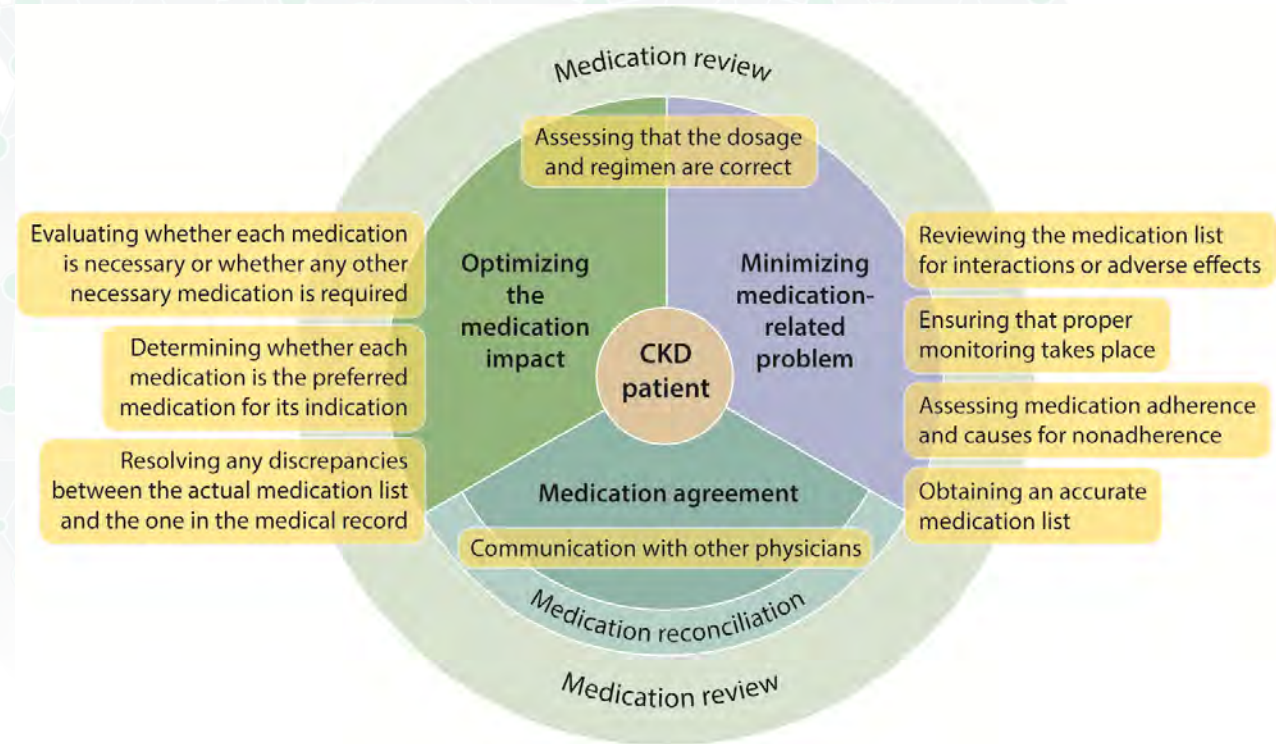 Medication review
Assessing that the dosage
and regimen are correct
Evaluating whether each medication
is necessary or whether any other
necessary medication is required
Determining whether each
medication is the preferred
medication for its indication
Resolving any discrepancies
between the actual medication list
and the one in the medical record
Optimizing
the
medication
impact
CKD
patient
Minimizing
medication-
related
problem
Reviewing the medication list
for interactions or adverse effects
Ensuring that proper
monitoring takes place
Assessing medication adherence
and causes for nonadherence
Obtaining an accurate
medication list
Medication agreement
Communication with other physicians
Medication reconciliation
Medication review